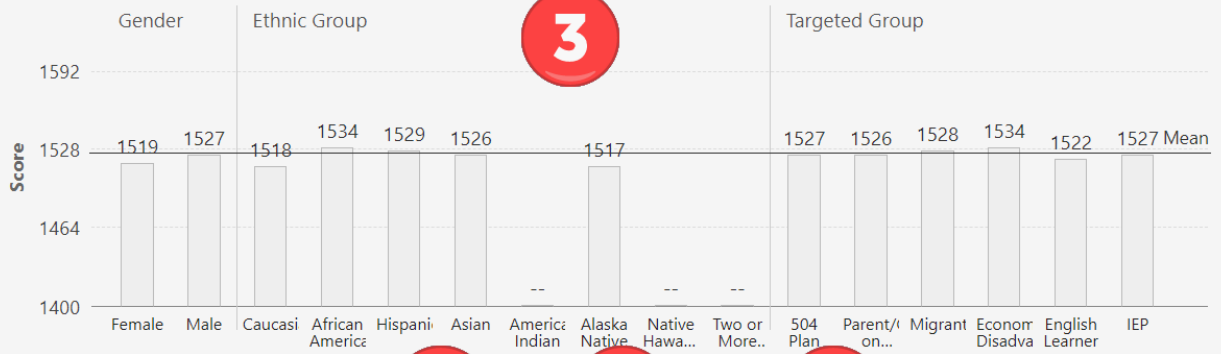 Gender
Ethnic Group
3
Targeted Group
1592
1528
1464
1400
Score
1519
1527
1518
1534
1529
1526
--
1517
--
--
1527
1526
1528
1534
1522
1527
Mean
Female
Male
Caucasi
African
America
Hispani
Asian
America
Indian
Alaska
Native
Native
Hawa...
Two or
More..
504
Plan
Parent/(
on...
Migrant
Econom
Disadva
English
Learner
IEP